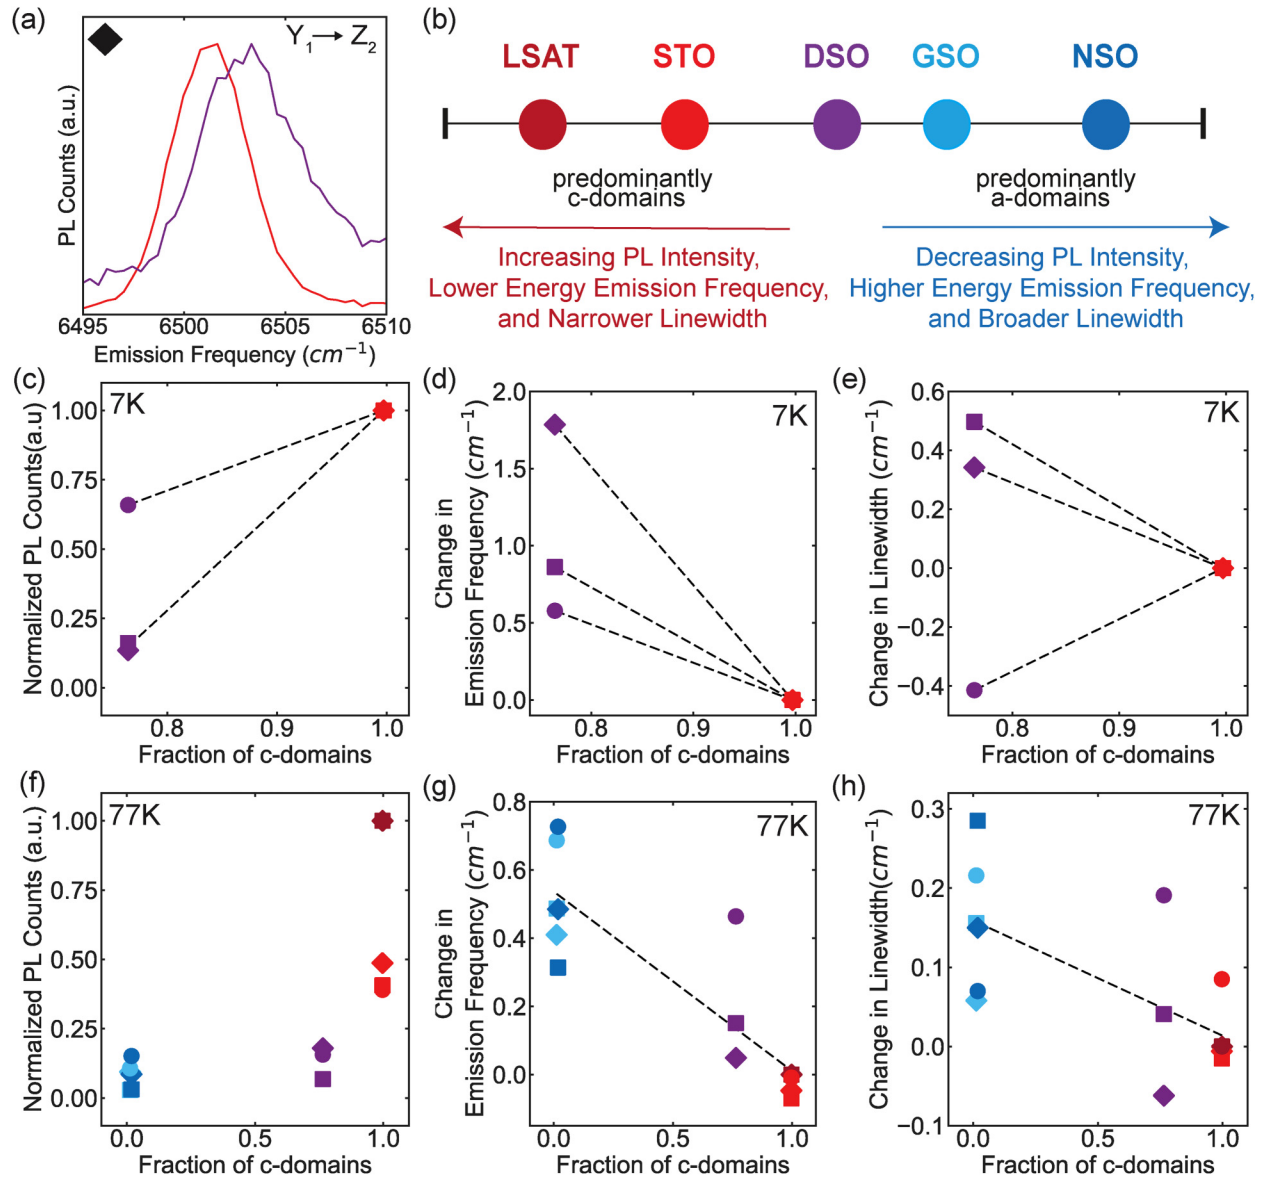 (a)
Y1→ Z2
PL Counts (a.u.)
6495 6500 6505 6510
Emission Frequency (cm−1)
(b)
LSAT STO DSO GSO NSO
predominantly
c-domains
predominantly
a-domains
Increasing PL Intensity,
Lower Energy Emission Frequency,
and Narrower Linewidth
Decreasing PL Intensity,
Higher Energy Emission Frequency,
and Broader Linewidth
(c)
7K
Normalized PL Counts(a.u)
1.00
0.75
0.50
0.25
0.00
0.8 0.9 1.0
Fraction of c-domains
(d)
7K
Change in
Emission Frequency (cm−1)
2.0
1.5
1.0
0.5
0.0
0.8 0.9 1.0
Fraction of c-domains
(e)
7K
Change in Linewidth (cm−1)
0.6
0.4
0.2
0.0
−0.2
−0.4
0.8 0.9 1.0
Fraction of c-domains
(f)
77K
Normalized PL Counts (a.u.)
1.00
0.75
0.50
0.25
0.00
0.0 0.5 1.0
Fraction of c-domains
(g)
77K
Change in
Emission Frequency (cm−1)
0.8
0.6
0.4
0.2
0.0
0.0 0.5 1.0
Fraction of c-domains
(h)
77K
Change in Linewidth(cm−1)
0.3
0.2
0.1
0.0
−0.1
0.0 0.5 1.0
Fraction of c-domains